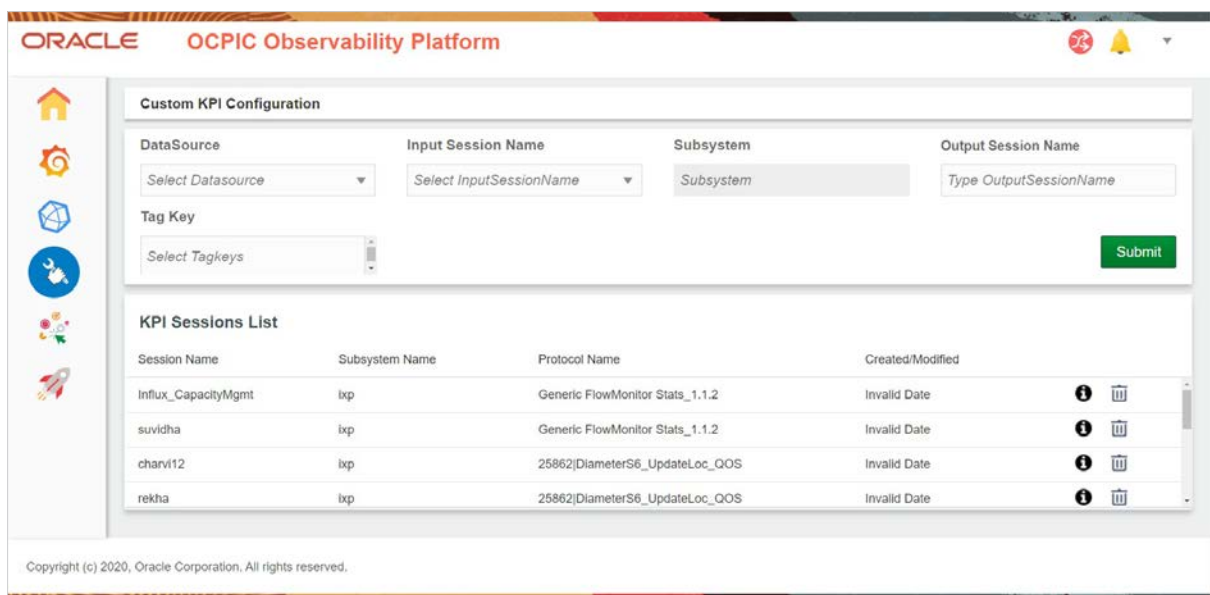 ORACLE OCPIC Observability Platform
Custom KPI Configuration
DataSource Input Session Name Subsystem Output Session Name
Select Datasource Select InputSessionName Subsystem Type OutputSessionName
Tag Key
Select Tagkeys Submit
KPI Sessions List
Session Name Subsystem Name Protocol Name Created/Modified
Influx_CapacityMgmt ixp Generic FlowMonitor Stats_1.1.2 Invalid Date
suvidha ixp Generic FlowMonitor Stats_1.1.2 Invalid Date
charvi12 ixp 25862|DiameterS6_UpdateLoc_QOS Invalid Date
rekha ixp 25862|DiameterS6_UpdateLoc_QOS Invalid Date
Copyright (c) 2020, Oracle Corporation. All rights reserved.